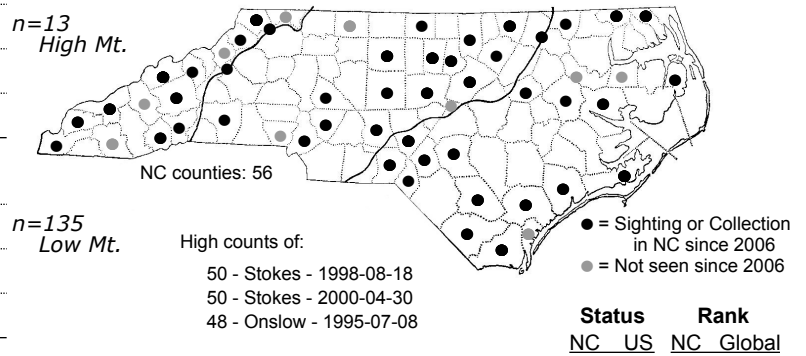 n=13
High Mt.
NC counties: 56
n=135
Low Mt.
High counts of:
50 - Stokes - 1998-08-18
50 - Stokes - 2000-04-30
48 - Onslow - 1995-07-08
= Sighting or Collection
in NC since 2006
= Not seen since 2006
Status Rank
NC US NC Global